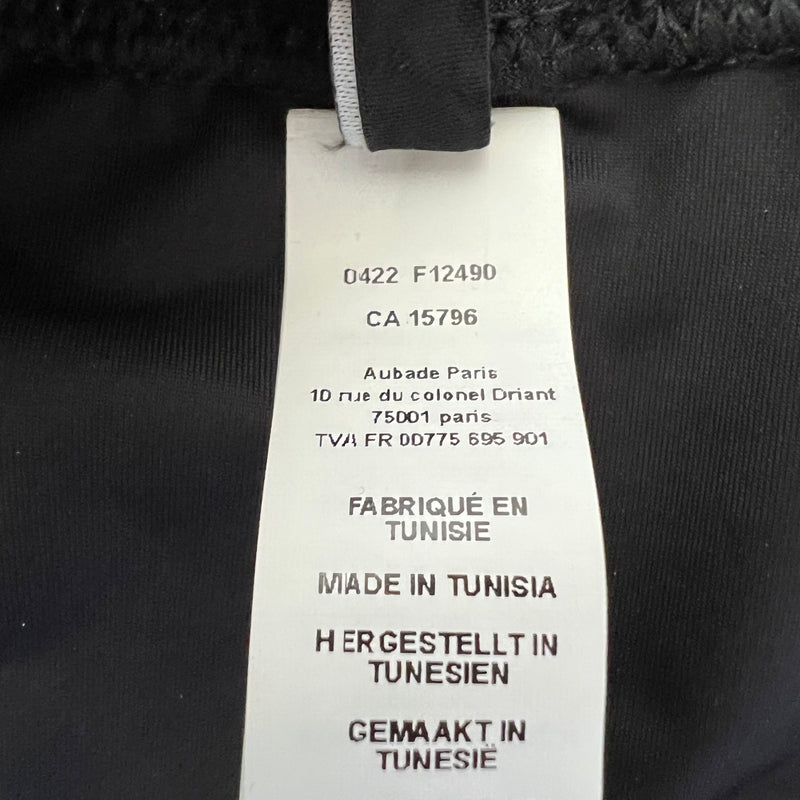 0422 F12490
CA 15796
Aubade Paris
10 rue du colonel Driant
75001 paris
TVA FR 00775 695 901
FABRIQUÉ EN
TUNISIE
MADE IN TUNISIA
HERGESTELLT IN
TUNESIEN
GEMAAKT IN
TUNESIË